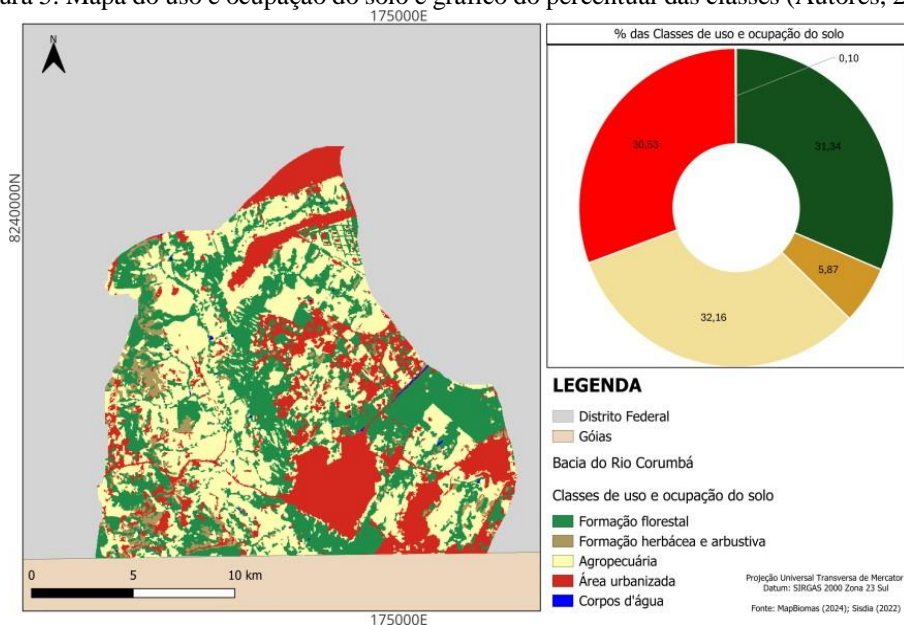 ura 3: Mapa do uso e ocupação do solo e gráfico do percentual das classes (Autores, 2
175000E
N
8240000N
0 5 10 km
175000E
% das Classes de uso e ocupação do solo
0,10
30,53
31,34
5,87
32,16
LEGENDA
Distrito Federal
Góias
Bacia do Rio Corumbá
Classes de uso e ocupação do solo
Formação florestal
Formação herbácea e arbustiva
Agropecuária
Área urbanizada
Corpos d'água
Projeção Universal Transversa de Mercator
Datum: SIRGAS 2000 Zona 23 Sul
Fonte: MapBiomas (2024); Sisdia (2022)